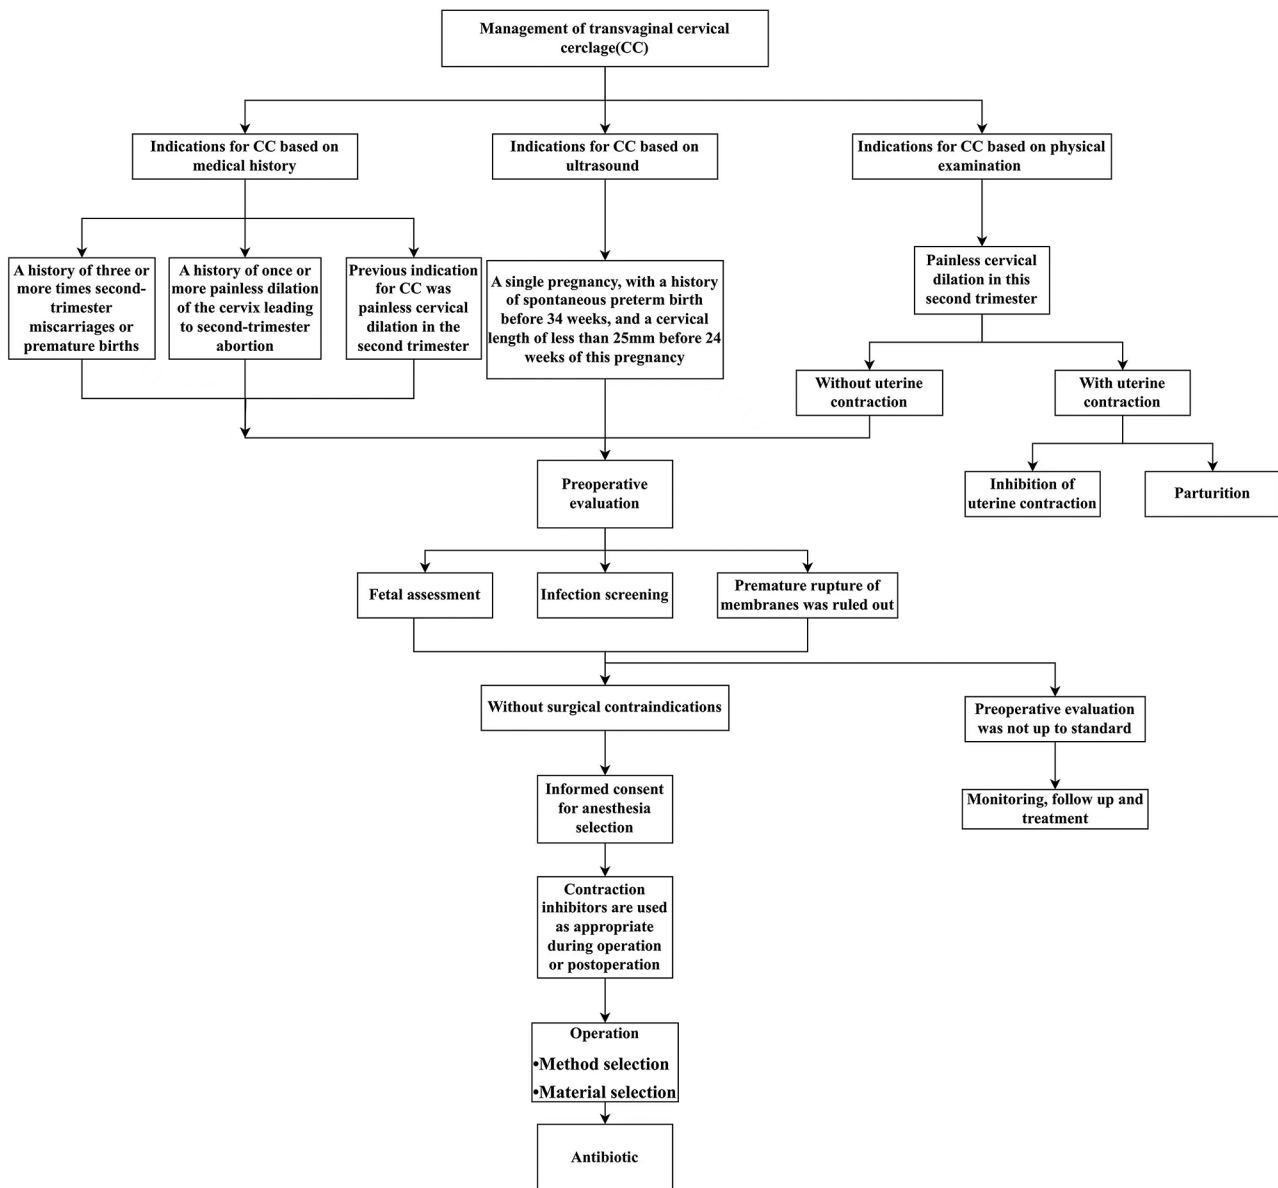 Management of transvaginal cervical
cerclage(CC)
Indications for CC based on
medical history
Indications for CC based on
ultrasound
Indications for CC based on physical
examination
A history of three or
more times second-
trimester
miscarriages or
premature births
A history of once or
more painless dilation
of the cervix leading
to second-trimester
abortion
Previous indication
for CC was
painless cervical
dilation in the
second trimester
A single pregnancy, with a history
of spontaneous preterm birth
before 34 weeks, and a cervical
length of less than 25mm before 24
weeks of this pregnancy
Painless cervical
dilation in this
second trimester
Without uterine
contraction
With uterine
contraction
Inhibition of
uterine contraction
Parturition
Preoperative
evaluation
Fetal assessment
Infection screening
Premature rupture of
membranes was ruled out
Without surgical contraindications
Preoperative evaluation
was not up to standard
Informed consent
for anesthesia
selection
Monitoring, follow up and
treatment
Contraction
inhibitors are used
as appropriate
during operation
or postoperation
Operation
•Method selection
•Material selection
Antibiotic